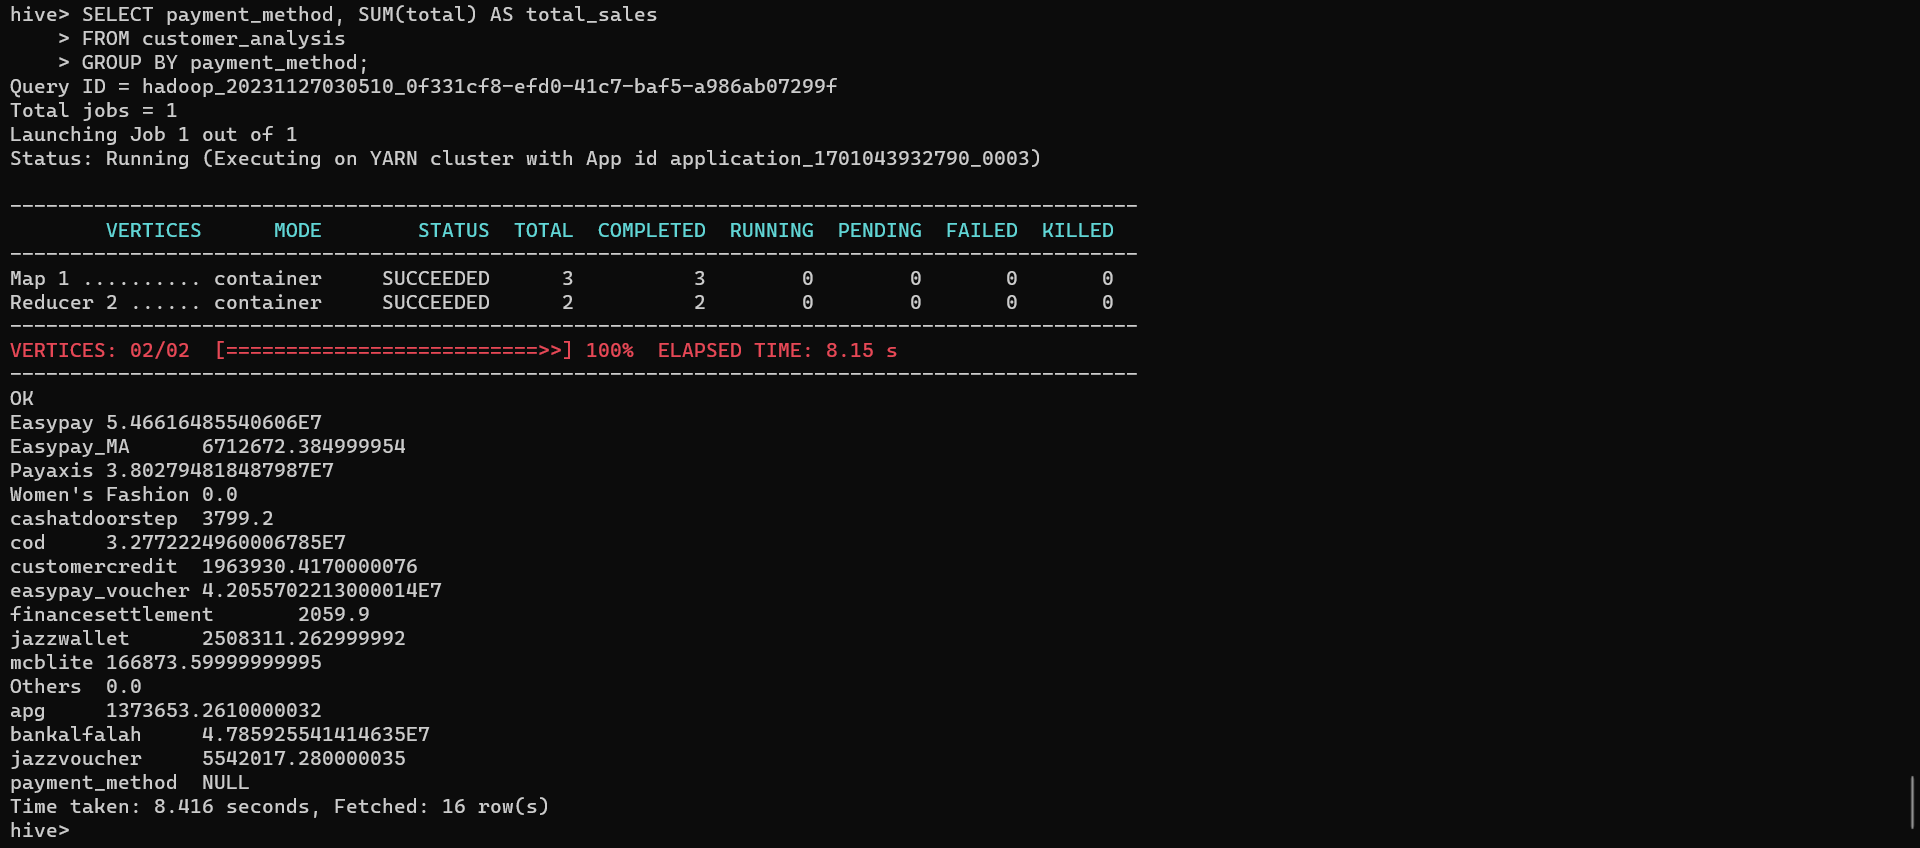 hive> SELECT payment_method, SUM(total) AS total_sales
    > FROM customer_analysis
    > GROUP BY payment_method;
Query ID = hadoop_20231127030510_0f331cf8-efd0-41c7-baf5-a986ab07299f
Total jobs = 1
Launching Job 1 out of 1
Status: Running (Executing on YARN cluster with App id application_1701043932790_0003)

----------------------------------------------------------------------------------------------
        VERTICES      MODE        STATUS  TOTAL  COMPLETED  RUNNING  PENDING  FAILED  KILLED
----------------------------------------------------------------------------------------------
Map 1 .......... container     SUCCEEDED      3          3        0        0       0       0
Reducer 2 ...... container     SUCCEEDED      2          2        0        0       0       0
----------------------------------------------------------------------------------------------
VERTICES: 02/02  [==========================>>] 100%  ELAPSED TIME: 8.15 s
----------------------------------------------------------------------------------------------
OK
Easypay 5.46616485540606E7
Easypay_MA      6712672.384999954
Payaxis 3.802794818487987E7
Women's Fashion 0.0
cashatdoorstep  3799.2
cod     3.2772224960006785E7
customercredit  1963930.4170000076
easypay_voucher 4.2055702213000014E7
financesettlement       2059.9
jazzwallet      2508311.262999992
mcblite 166873.59999999995
Others  0.0
apg     1373653.2610000032
bankalfalah     4.785925541414635E7
jazzvoucher     5542017.280000035
payment_method  NULL
Time taken: 8.416 seconds, Fetched: 16 row(s)
hive>